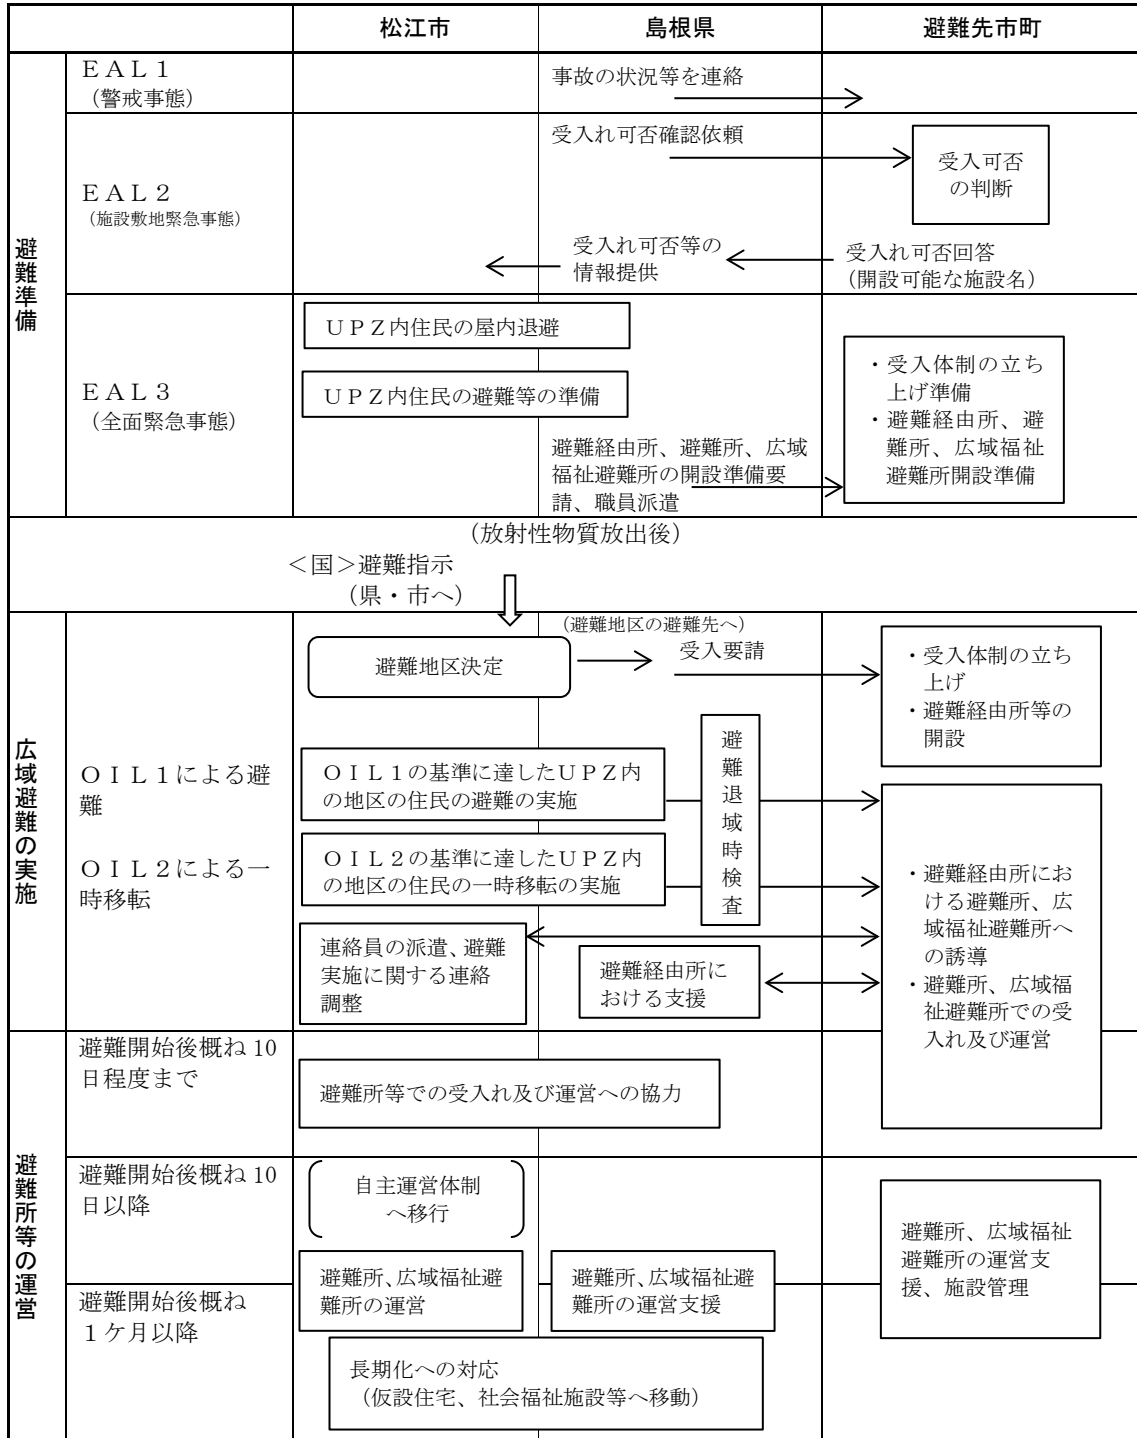 松江市
島根県
避難先市町
避難準備
ＥＡＬ１
（警戒事態）
事故の状況等を連絡
ＥＡＬ２
（施設敷地緊急事態）
受入れ可否確認依頼
受入可否
の判断
受入れ可否等の
情報提供
受入れ可否回答
（開設可能な施設名）
ＥＡＬ３
（全面緊急事態）
ＵＰＺ内住民の屋内退避
ＵＰＺ内住民の避難等の準備
避難経由所、避難所、広域
福祉避難所の開設準備要
請、職員派遣
・受入体制の立ち
上げ準備
・避難経由所、避
難所、広域福祉
避難所開設準備
（放射性物質放出後）
＜国＞避難指示
（県・市へ）
広域避難の実施
ＯＩＬ１による避
難
ＯＩＬ２による一
時移転
避難地区決定
（避難地区の避難先へ）
受入要請
・受入体制の立ち
上げ
・避難経由所等の
開設
避難退域時検査
ＯＩＬ１の基準に達したＵＰＺ内
の地区の住民の避難の実施
ＯＩＬ２の基準に達したＵＰＺ内
の地区の住民の一時移転の実施
連絡員の派遣、避難
実施に関する連絡
調整
避難経由所に
おける支援
・避難経由所にお
ける避難所、広
域福祉避難所へ
の誘導
・避難所、広域福
祉避難所での受
入れ及び運営
避難所等の運営
避難開始後概ね 10
日程度まで
避難所等での受入れ及び運営への協力
避難開始後概ね 10
日以降
自主運営体制
へ移行
避難所、広域福祉避
難所の運営
避難所、広域福祉避
難所の運営支援
避難所、広域福祉
避難所の運営支
援、施設管理
避難開始後概ね
１ケ月以降
長期化への対応
（仮設住宅、社会福祉施設等へ移動）